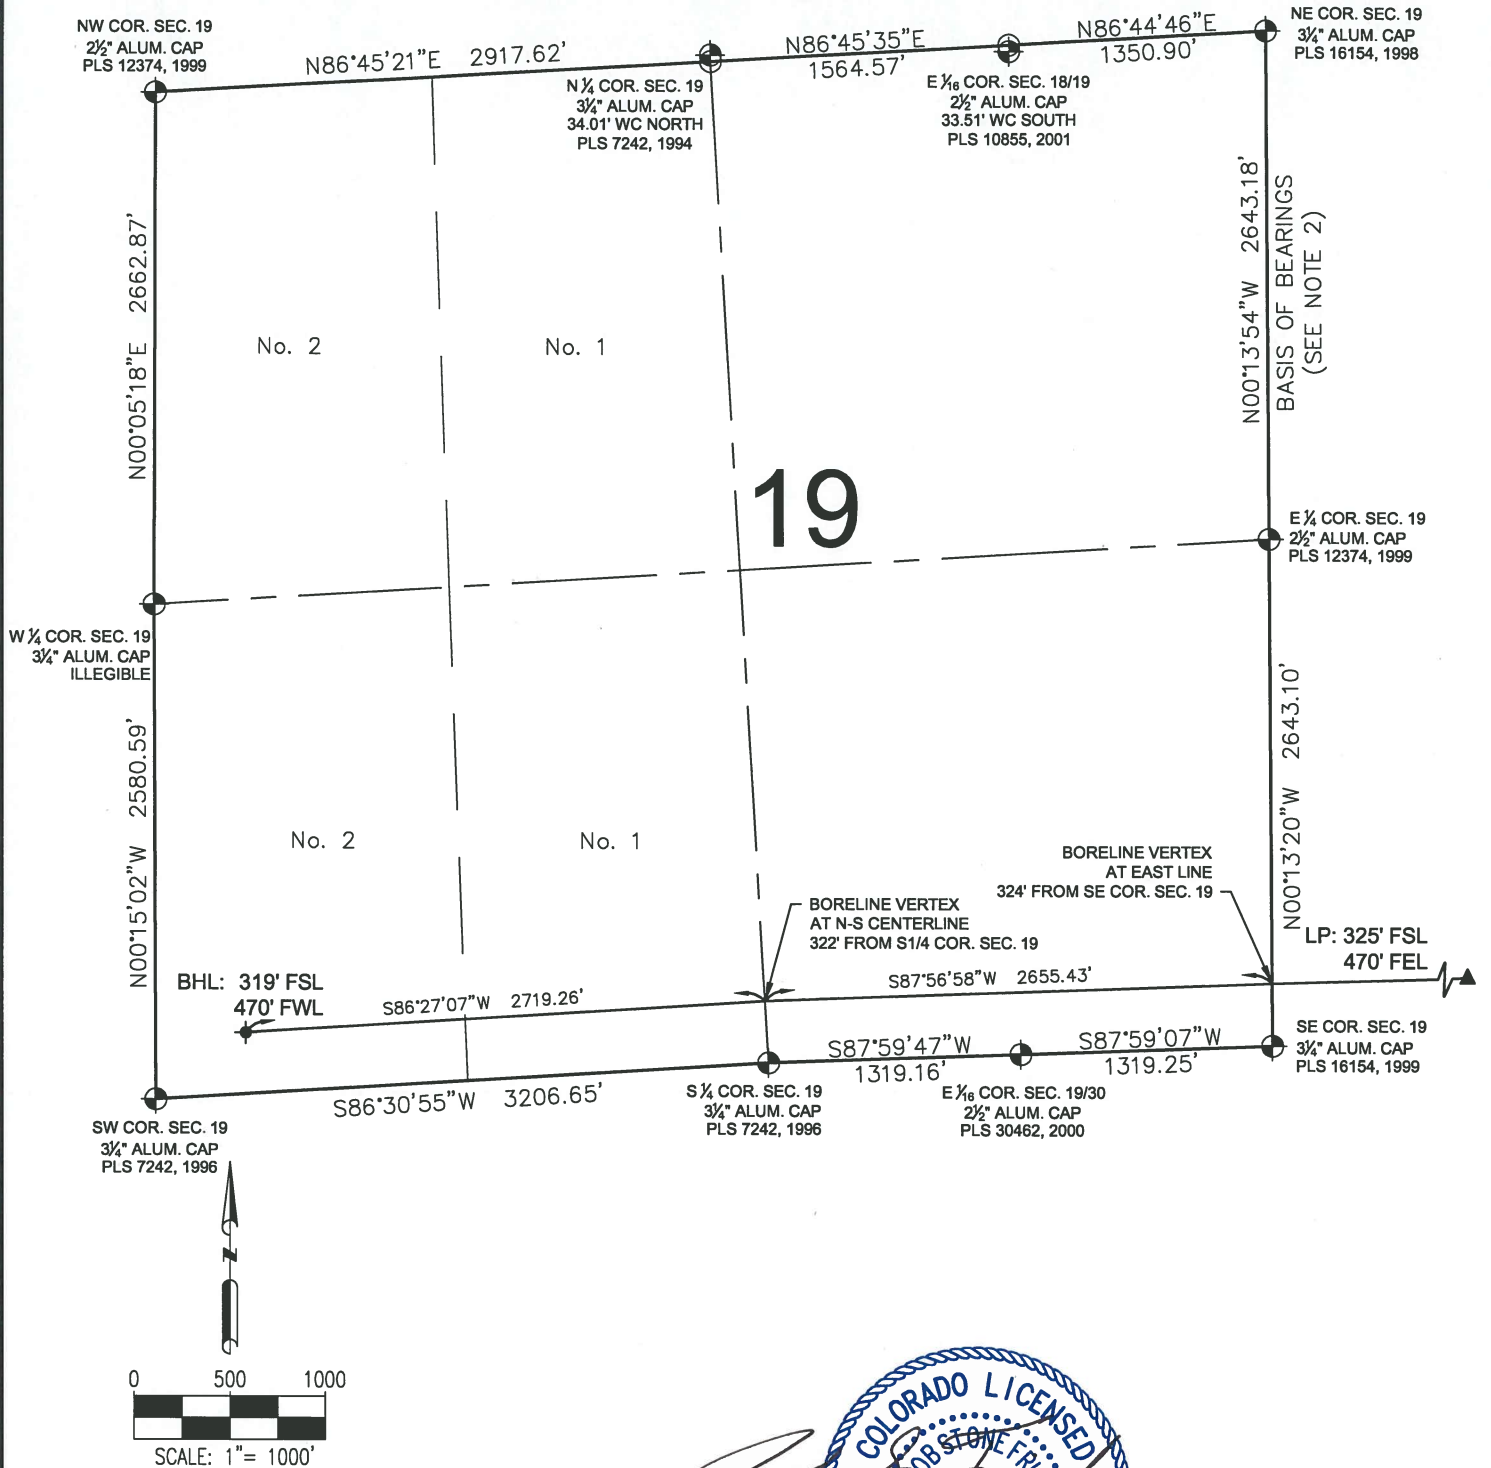 NW COR. SEC. 19
2½" ALUM. CAP
PLS 12374, 1999
N86°45'21"E 2917.62'
N ¼ COR. SEC. 19
3¼" ALUM. CAP
34.01' WC NORTH
PLS 7242, 1994
N86°45'35"E
1564.57'
E ⅟16 COR. SEC. 18/19
2½" ALUM. CAP
33.51' WC SOUTH
PLS 10855, 2001
N86°44'46"E
1350.90'
NE COR. SEC. 19
3¼" ALUM. CAP
PLS 16154, 1998
N00°05'18"E 2662.87'
No. 2
No. 1
N00°13'54"W 2643.18'
BASIS OF BEARINGS
(SEE NOTE 2)
19
E ¼ COR. SEC. 19
2½" ALUM. CAP
PLS 12374, 1999
W ¼ COR. SEC. 19
3¼" ALUM. CAP
ILLEGIBLE
N00°15'02"W 2580.59'
No. 2
No. 1
N00°13'20"W 2643.10'
BORELINE VERTEX
AT EAST LINE
324' FROM SE COR. SEC. 19
BORELINE VERTEX
AT N-S CENTERLINE
322' FROM S1/4 COR. SEC. 19
LP: 325' FSL
470' FEL
BHL: 319' FSL
470' FWL
S86°27'07"W 2719.26'
S87°56'58"W 2655.43'
S87°59'47"W
1319.16'
S87°59'07"W
1319.25'
SE COR. SEC. 19
3¼" ALUM. CAP
PLS 16154, 1999
S86°30'55"W 3206.65'
S ¼ COR. SEC. 19
3¼" ALUM. CAP
PLS 7242, 1996
E ⅟16 COR. SEC. 19/30
2½" ALUM. CAP
PLS 30462, 2000
SW COR. SEC. 19
3¼" ALUM. CAP
PLS 7242, 1996
N
0 500 1000
SCALE: 1"= 1000'
COLORADO LICENSED